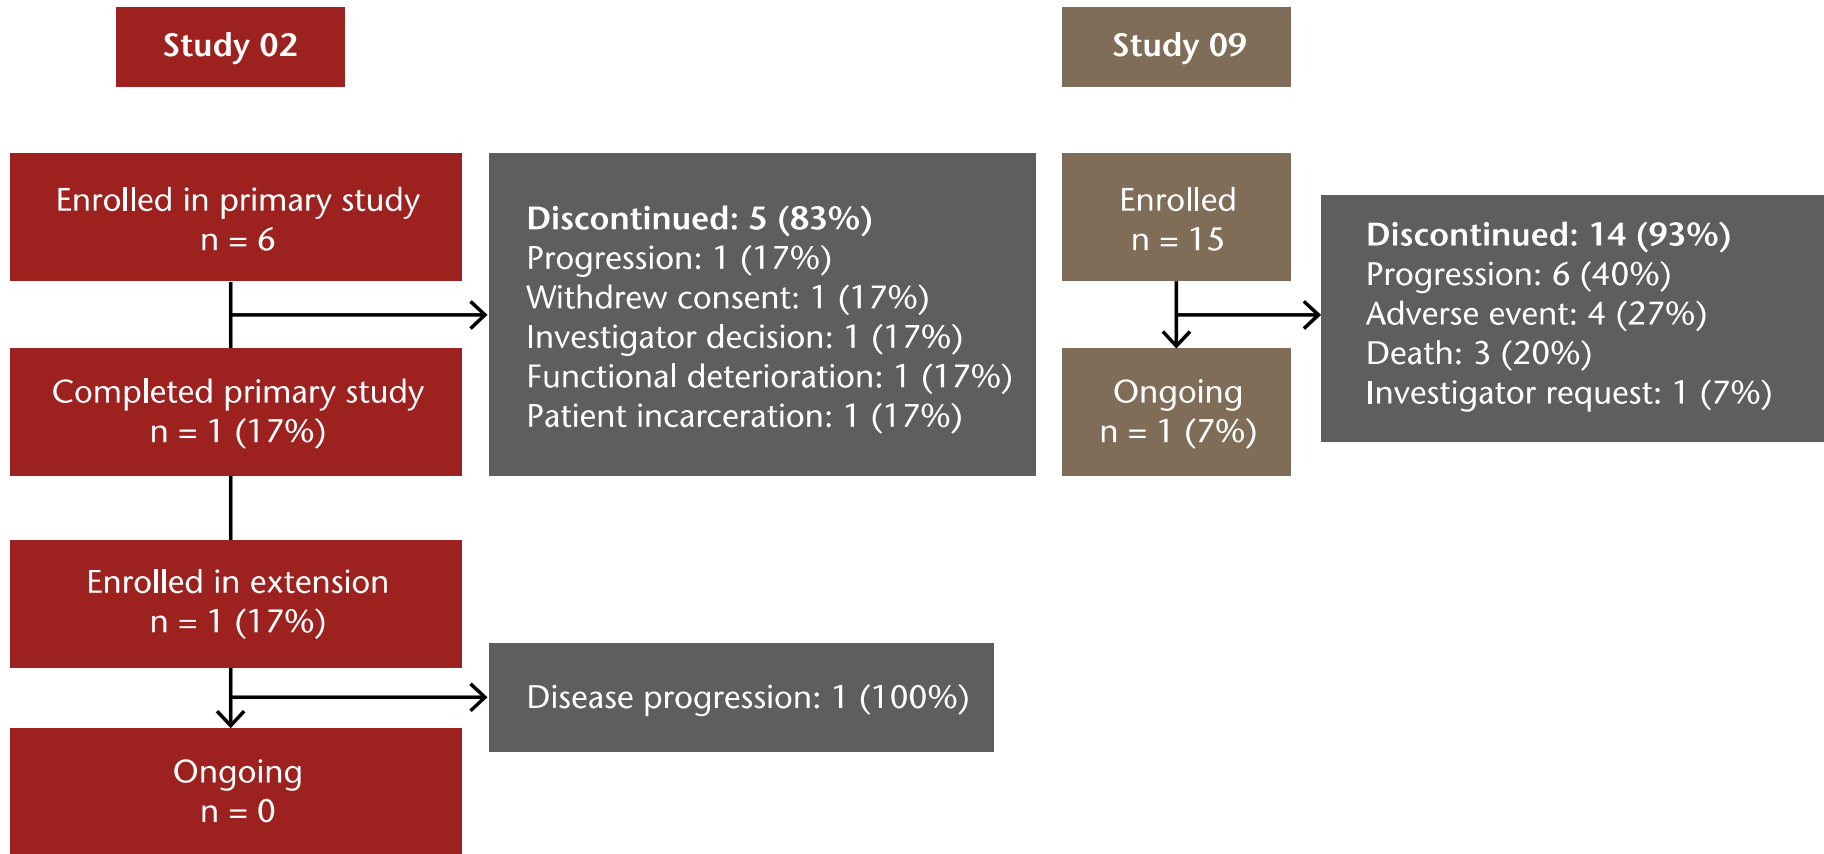 Study 02
Enrolled in primary study
n = 6
Discontinued: 5 (83%)
Progression: 1 (17%)
Withdrew consent: 1 (17%)
Investigator decision: 1 (17%)
Functional deterioration: 1 (17%)
Patient incarceration: 1 (17%)
Completed primary study
n = 1 (17%)
Enrolled in extension
n = 1 (17%)
Disease progression: 1 (100%)
Ongoing
n = 0
Study 09
Enrolled
n = 15
Discontinued: 14 (93%)
Progression: 6 (40%)
Adverse event: 4 (27%)
Death: 3 (20%)
Investigator request: 1 (7%)
Ongoing
n = 1 (7%)